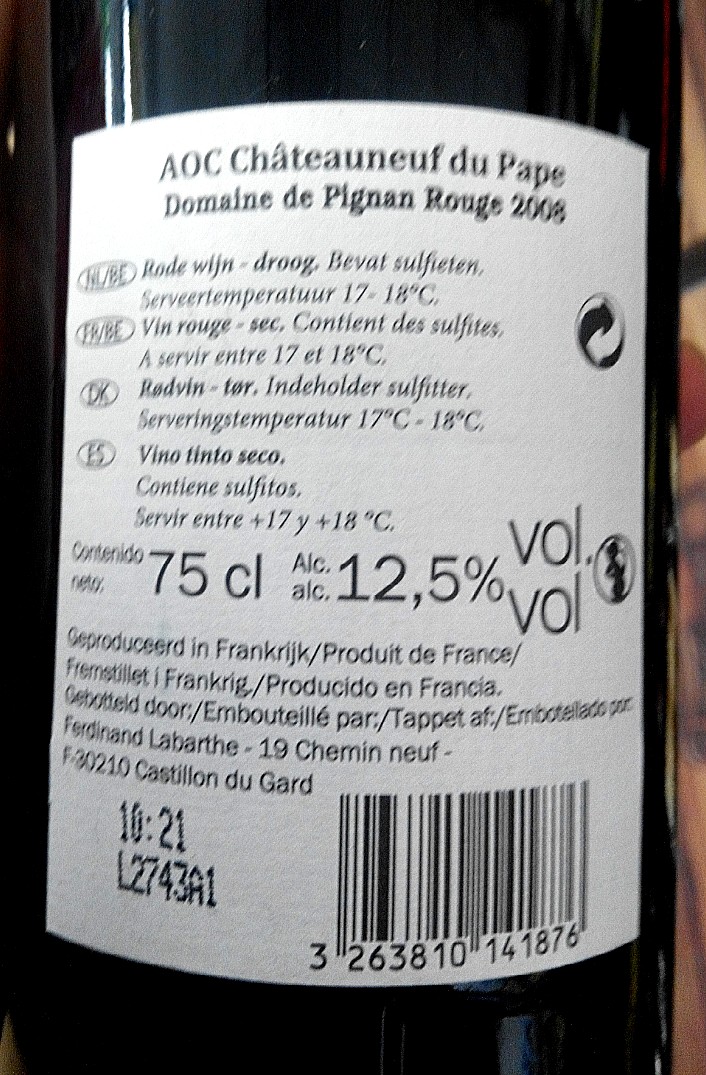 AOC Châteauneuf du Pape
Domaine de Pignan Rouge 2008
NL/BE Rode wijn - droog. Bevat sulfieten.
Serveertemperatuur 17- 18°C.
FR/BE Vin rouge - sec. Contient des sulfites.
A servir entre 17 et 18°C.
DK Rødvin - tør. Indeholder sulfitter.
Serveringstemperatur 17°C - 18°C.
ES Vino tinto seco.
Contiene sulfitos.
Servir entre +17 y +18 °C.
Contenido neto: 75 cl Alc. alc. 12,5% vol. vol
Geproduceerd in Frankrijk/Produit de France/
Fremstillet i Frankrig./Producido en Francia.
Gebotteld door:/Embouteillé par:/Tappet af:/Embotellado por:
Ferdinand Labarthe - 19 Chemin neuf -
F-30210 Castillon du Gard
10:21
L2743A1
3 263810 141876